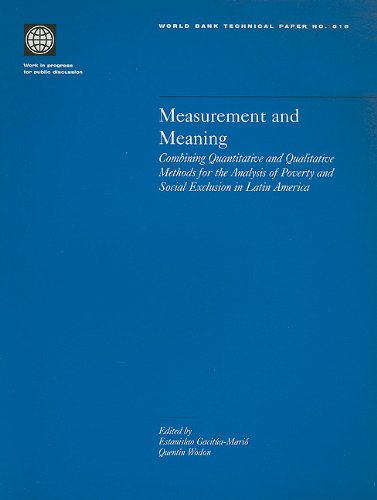 WORLD BANK TECHNICAL PAPER NO. 518
Work in progress
for public discussion
Measurement and
Meaning
Combining Quantitative and Qualitative
Methods for the Analysis of Poverty and
Social Exclusion in Latin America
Edited by
Estanislao Gacitúa-Marió
Quentin Wodon